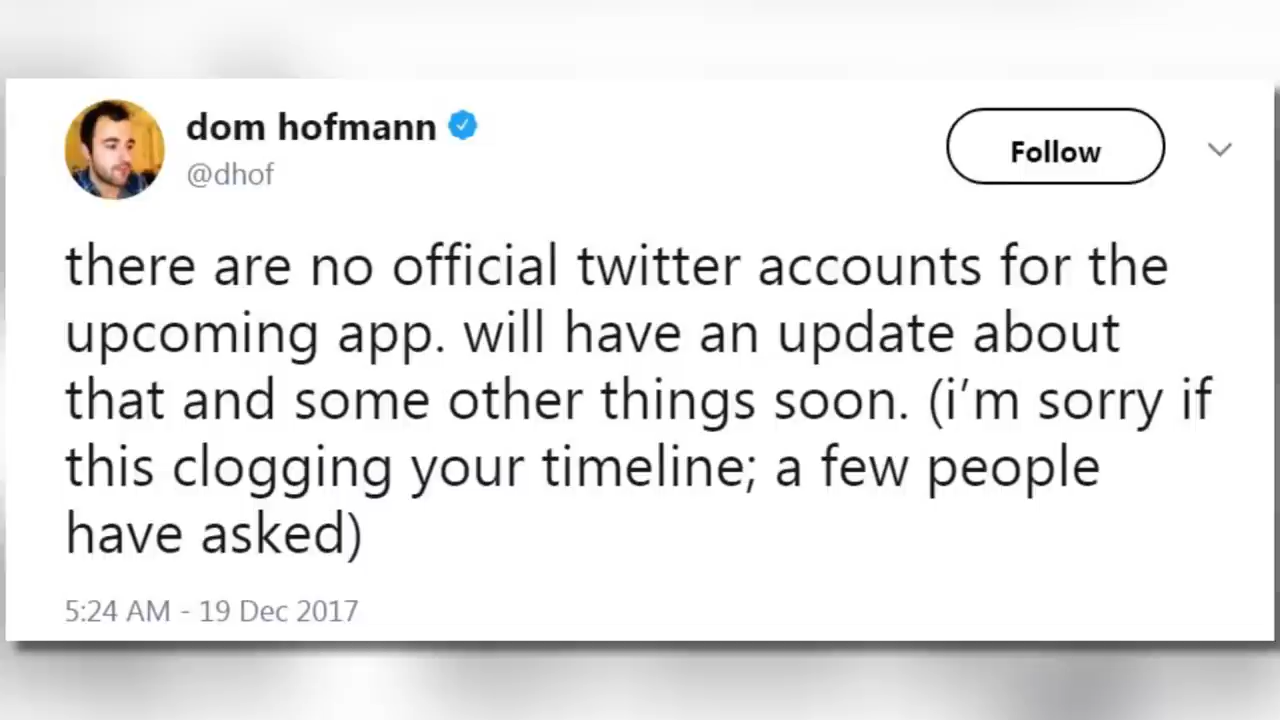 dom hofmann
@dhof
Follow
there are no official twitter accounts for the
upcoming app. will have an update about
that and some other things soon. (i’m sorry if
this clogging your timeline; a few people
have asked)
5:24 AM - 19 Dec 2017